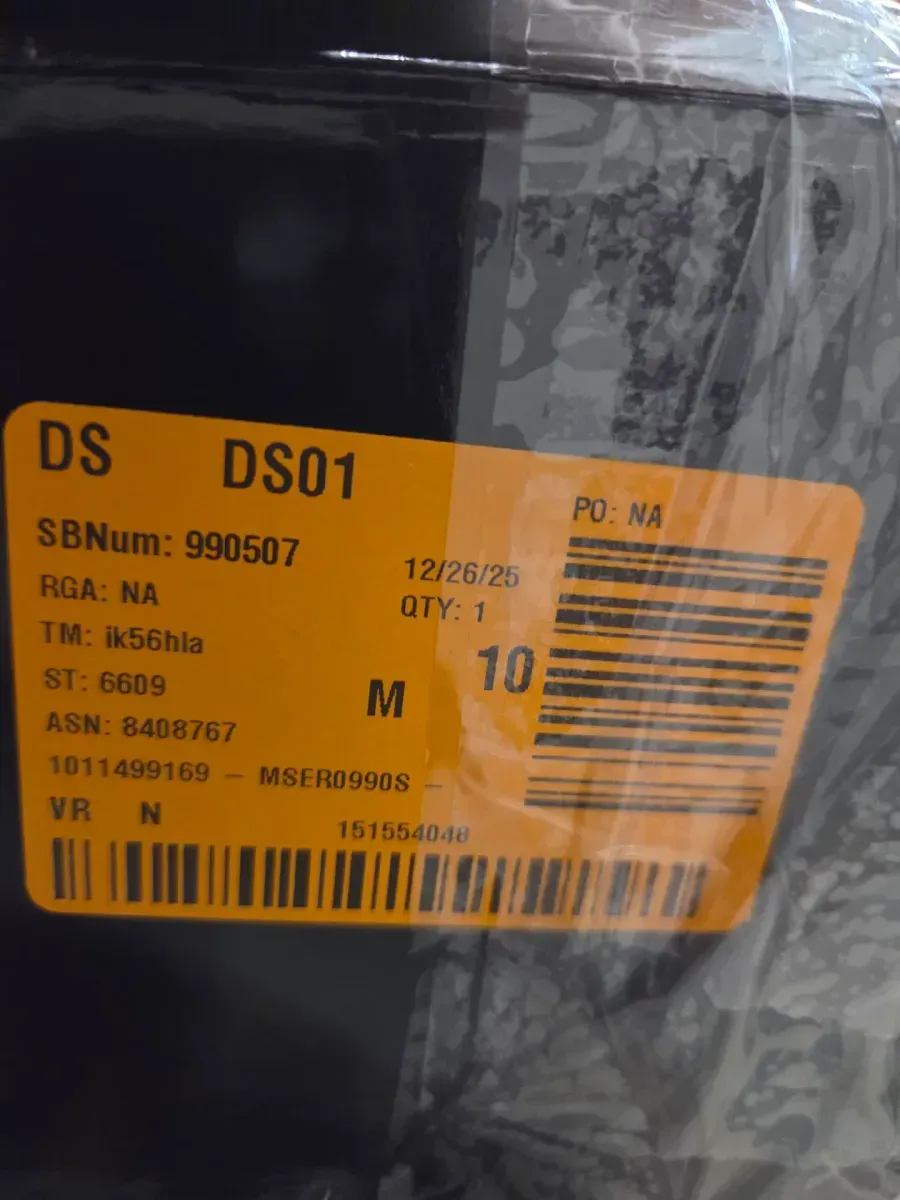 DS DS01
PO: NA
SBNum: 990507
12/26/25
RGA: NA
QTY: 1
TM: ik56hla
ST: 6609
M 10
ASN: 8408767
1011499169 – MSER0990S –
VR N
151554048